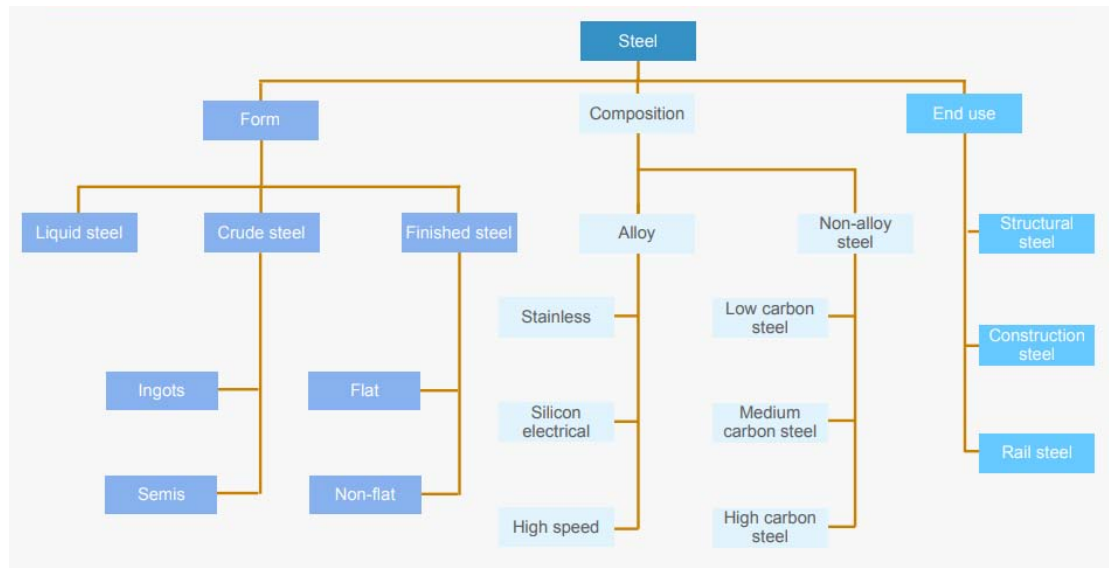 Steel
Form
Composition
End use
Liquid steel
Crude steel
Finished steel
Alloy
Non-alloy
steel
Structural
steel
Stainless
Low carbon
steel
Construction
steel
Ingots
Flat
Silicon
electrical
Medium
carbon steel
Rail steel
Semis
Non-flat
High speed
High carbon
steel